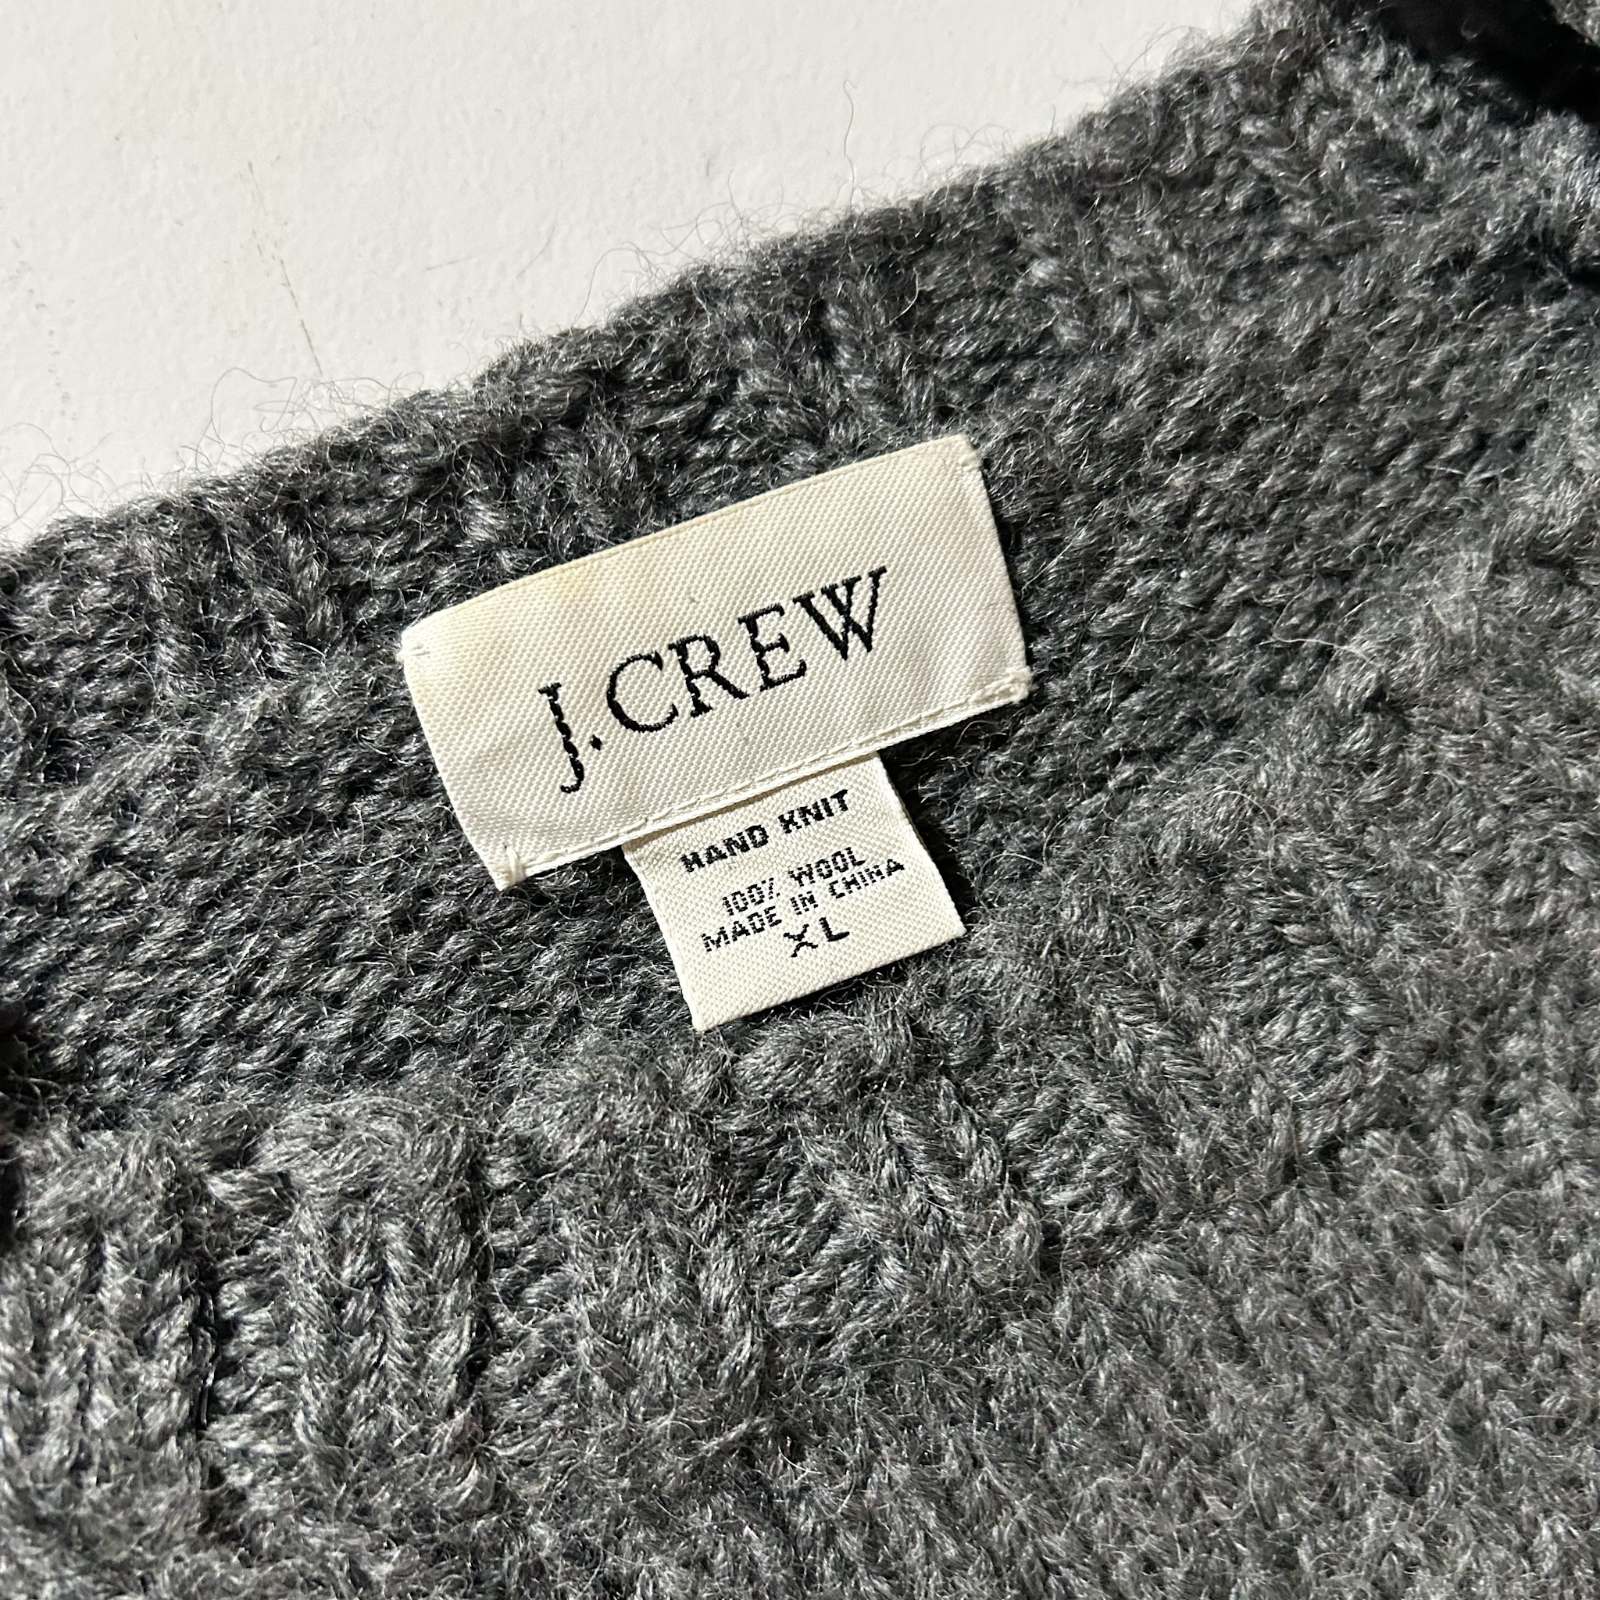 J.CREW
HAND KNIT
100% WOOL
MADE IN CHINA
XL